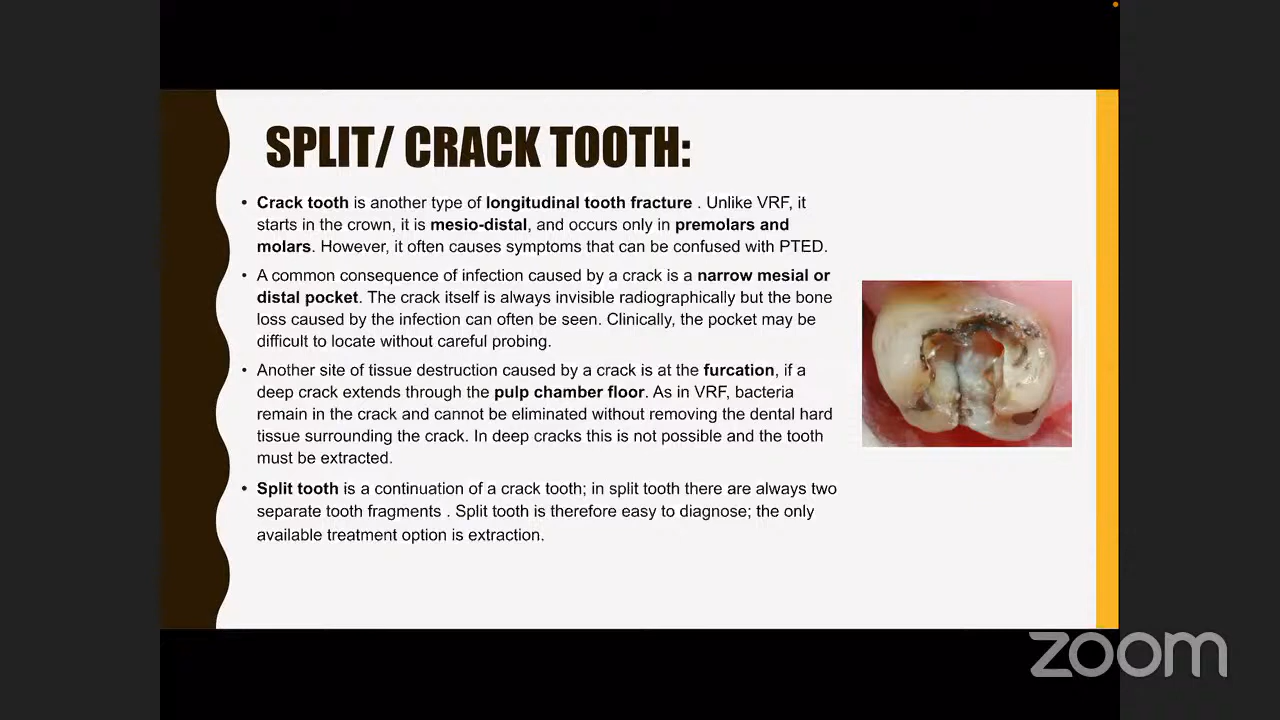 SPLIT/ CRACK TOOTH:
• Crack tooth is another type of longitudinal tooth fracture . Unlike VRF, it
starts in the crown, it is mesio-distal, and occurs only in premolars and
molars. However, it often causes symptoms that can be confused with PTED.
• A common consequence of infection caused by a crack is a narrow mesial or
distal pocket. The crack itself is always invisible radiographically but the bone
loss caused by the infection can often be seen. Clinically, the pocket may be
difficult to locate without careful probing.
• Another site of tissue destruction caused by a crack is at the furcation, if a
deep crack extends through the pulp chamber floor. As in VRF, bacteria
remain in the crack and cannot be eliminated without removing the dental hard
tissue surrounding the crack. In deep cracks this is not possible and the tooth
must be extracted.
• Split tooth is a continuation of a crack tooth; in split tooth there are always two
separate tooth fragments . Split tooth is therefore easy to diagnose; the only
available treatment option is extraction.
zoom